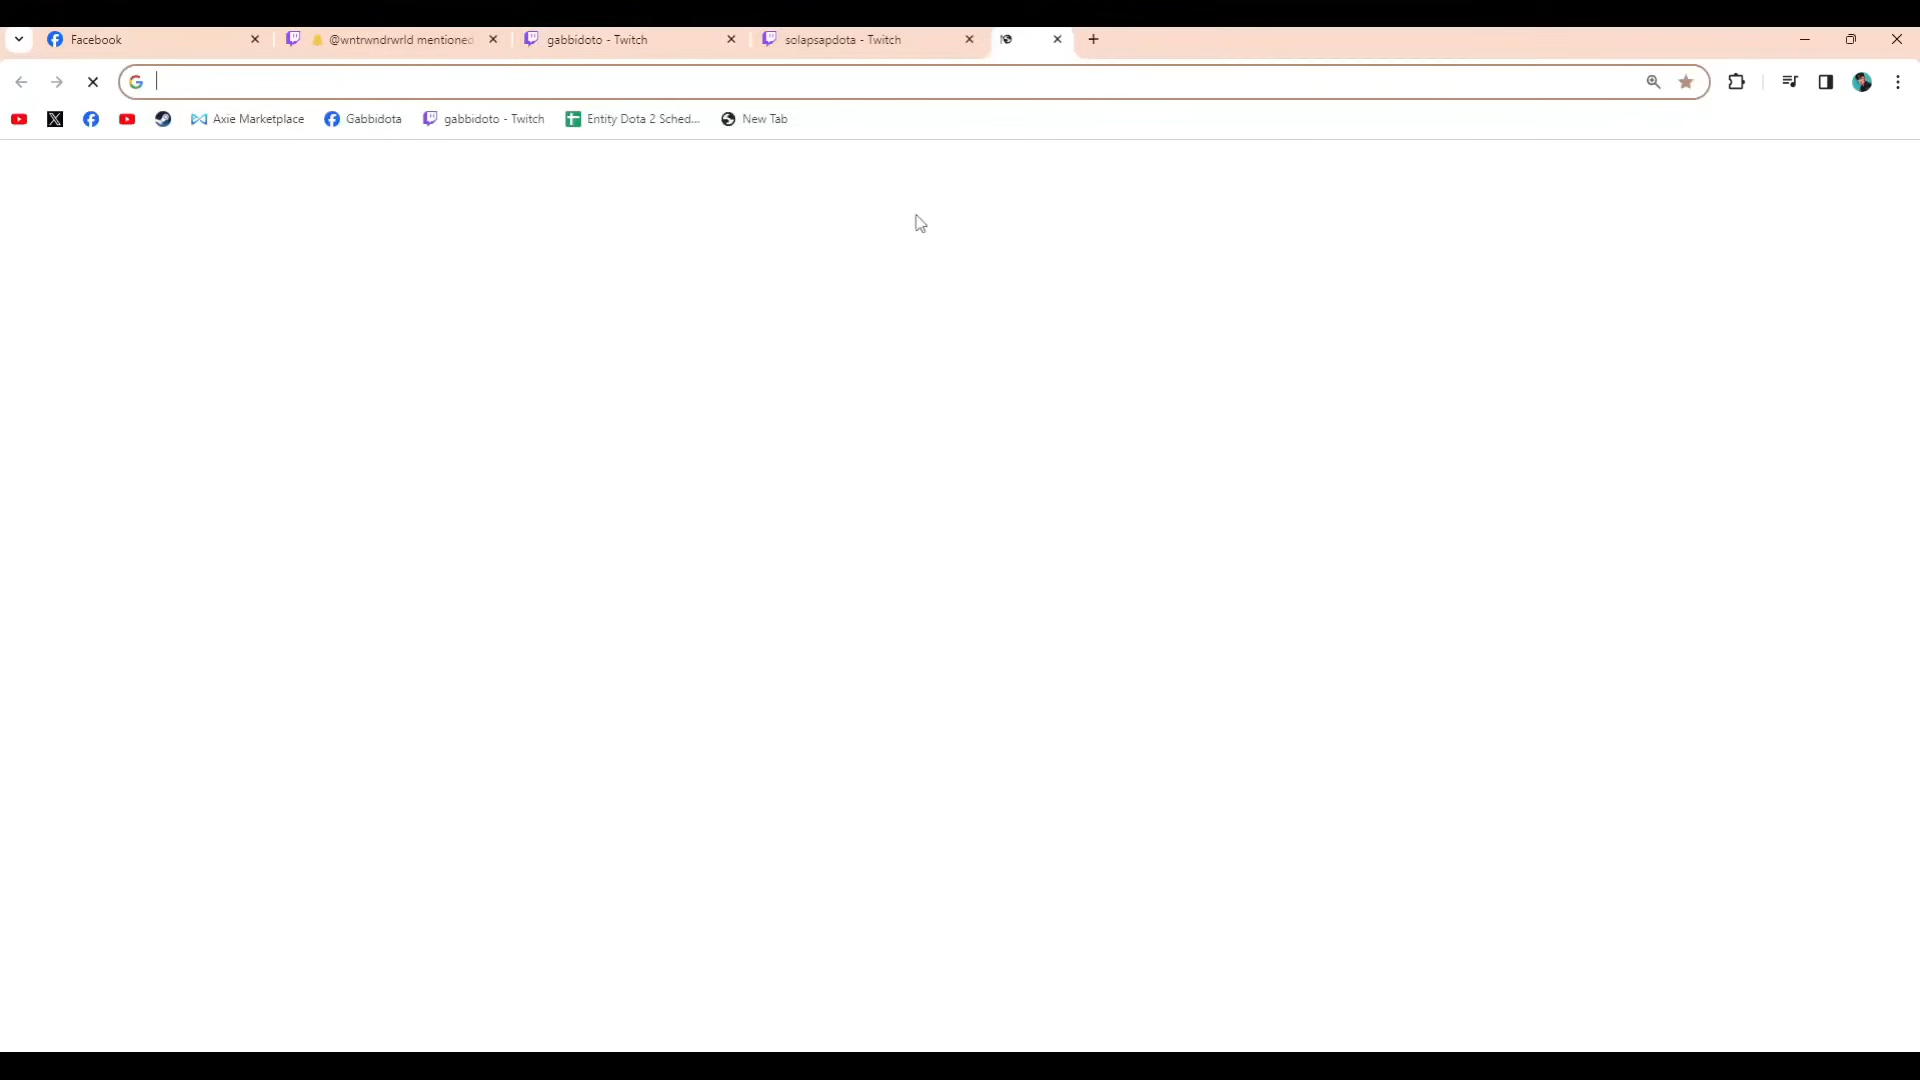 Facebook
@wntrwndrwrld mentioned
gabbidoto - Twitch
solapsapdota - Twitch
Axie Marketplace
Gabbidota
gabbidoto - Twitch
Entity Dota 2 Sched...
New Tab